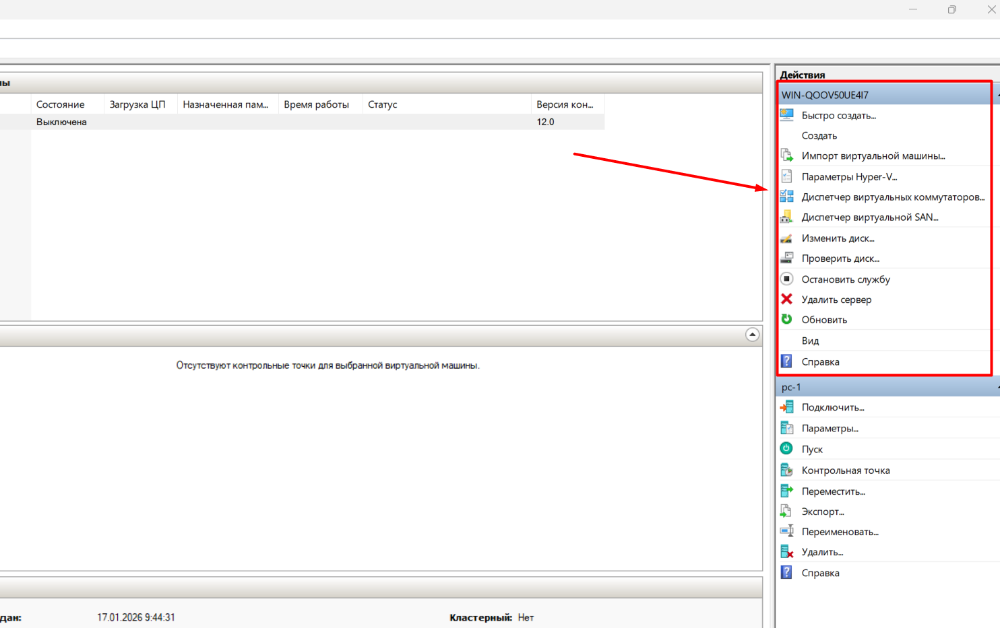 ны
Состояние Загрузка ЦП Назначенная пам... Время работы Статус Версия кон...
Выключена 12.0
Отсутствуют контрольные точки для выбранной виртуальной машины.
дан: 17.01.2026 9:44:31 Кластерный: Нет
Действия
WIN-QOOV50UE4I7
Быстро создать...
Создать
Импорт виртуальной машины...
Параметры Hyper-V...
Диспетчер виртуальных коммутаторов...
Диспетчер виртуальной SAN...
Изменить диск...
Проверить диск...
Остановить службу
Удалить сервер
Обновить
Вид
Справка
pc-1
Подключить...
Параметры...
Пуск
Контрольная точка
Переместить...
Экспорт...
Переименовать...
Удалить...
Справка